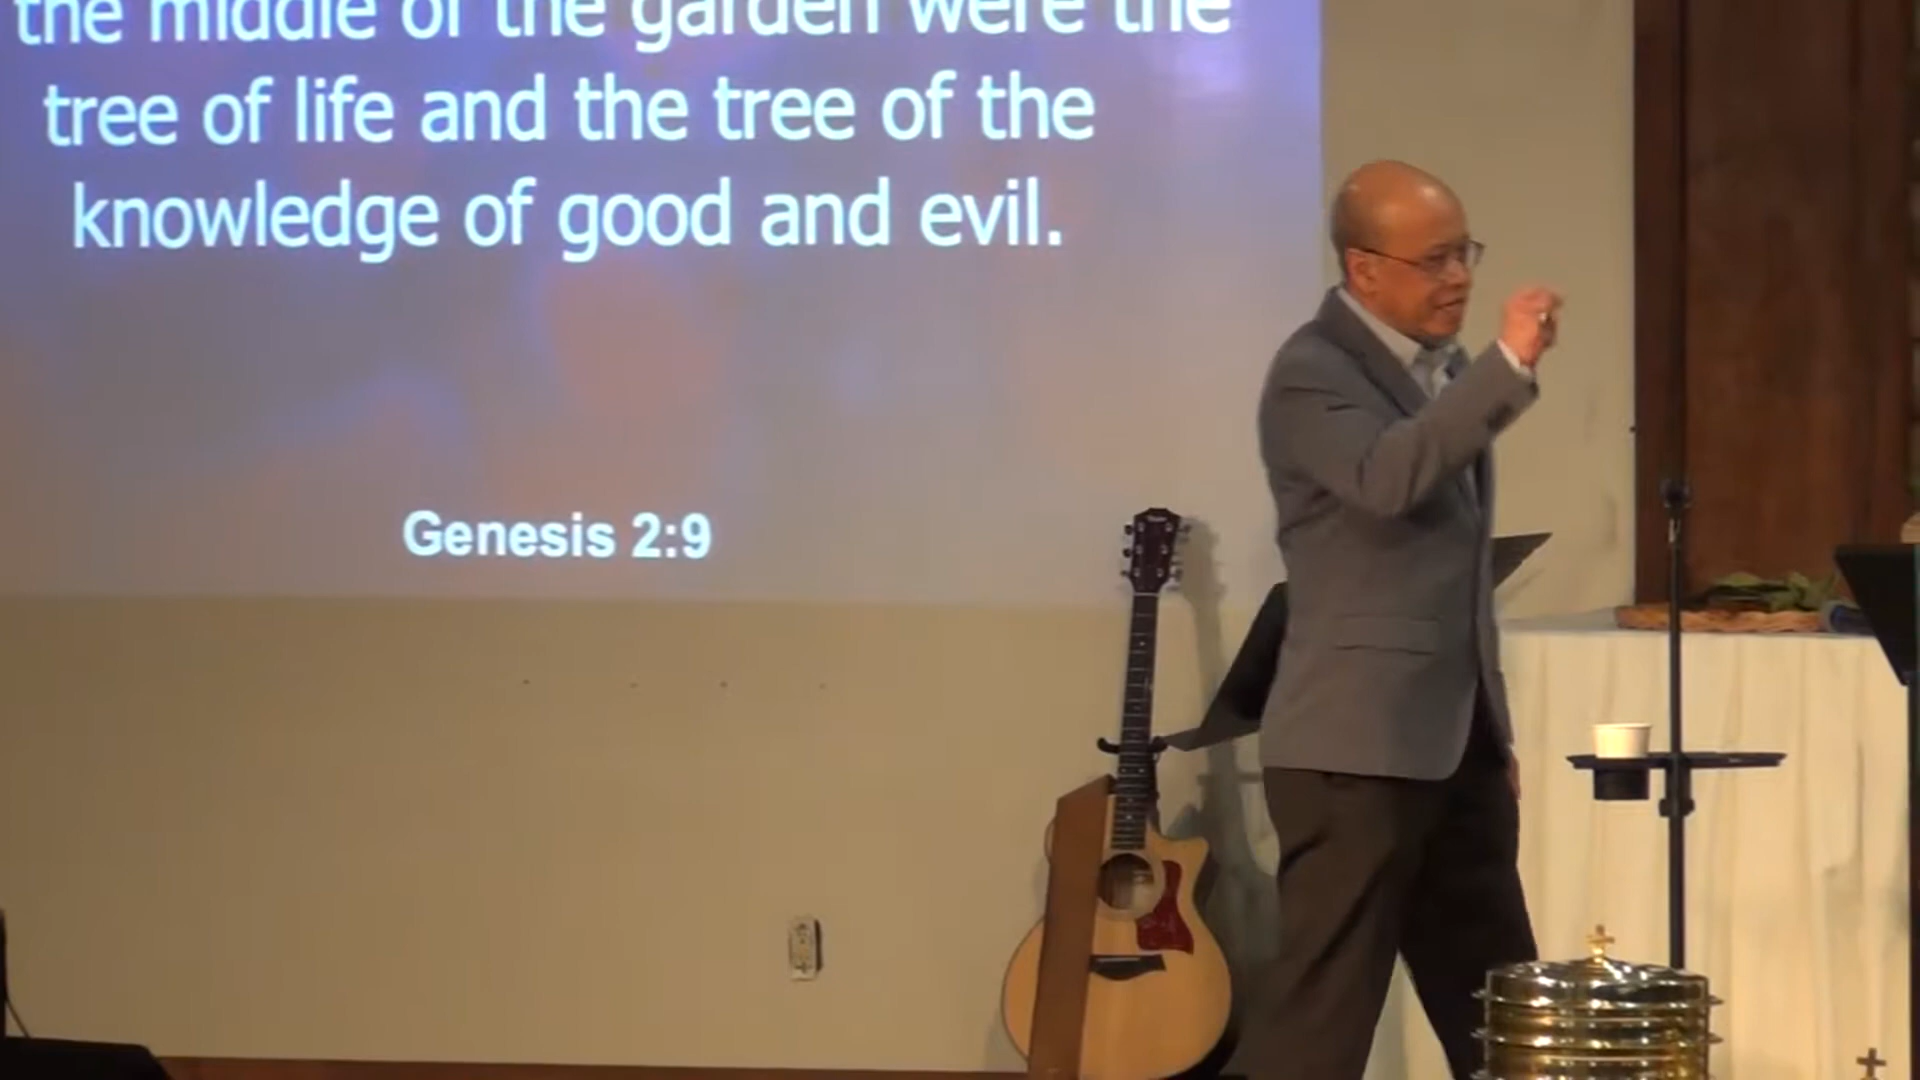 the middle of the garden were the
tree of life and the tree of the
knowledge of good and evil.
Genesis 2:9